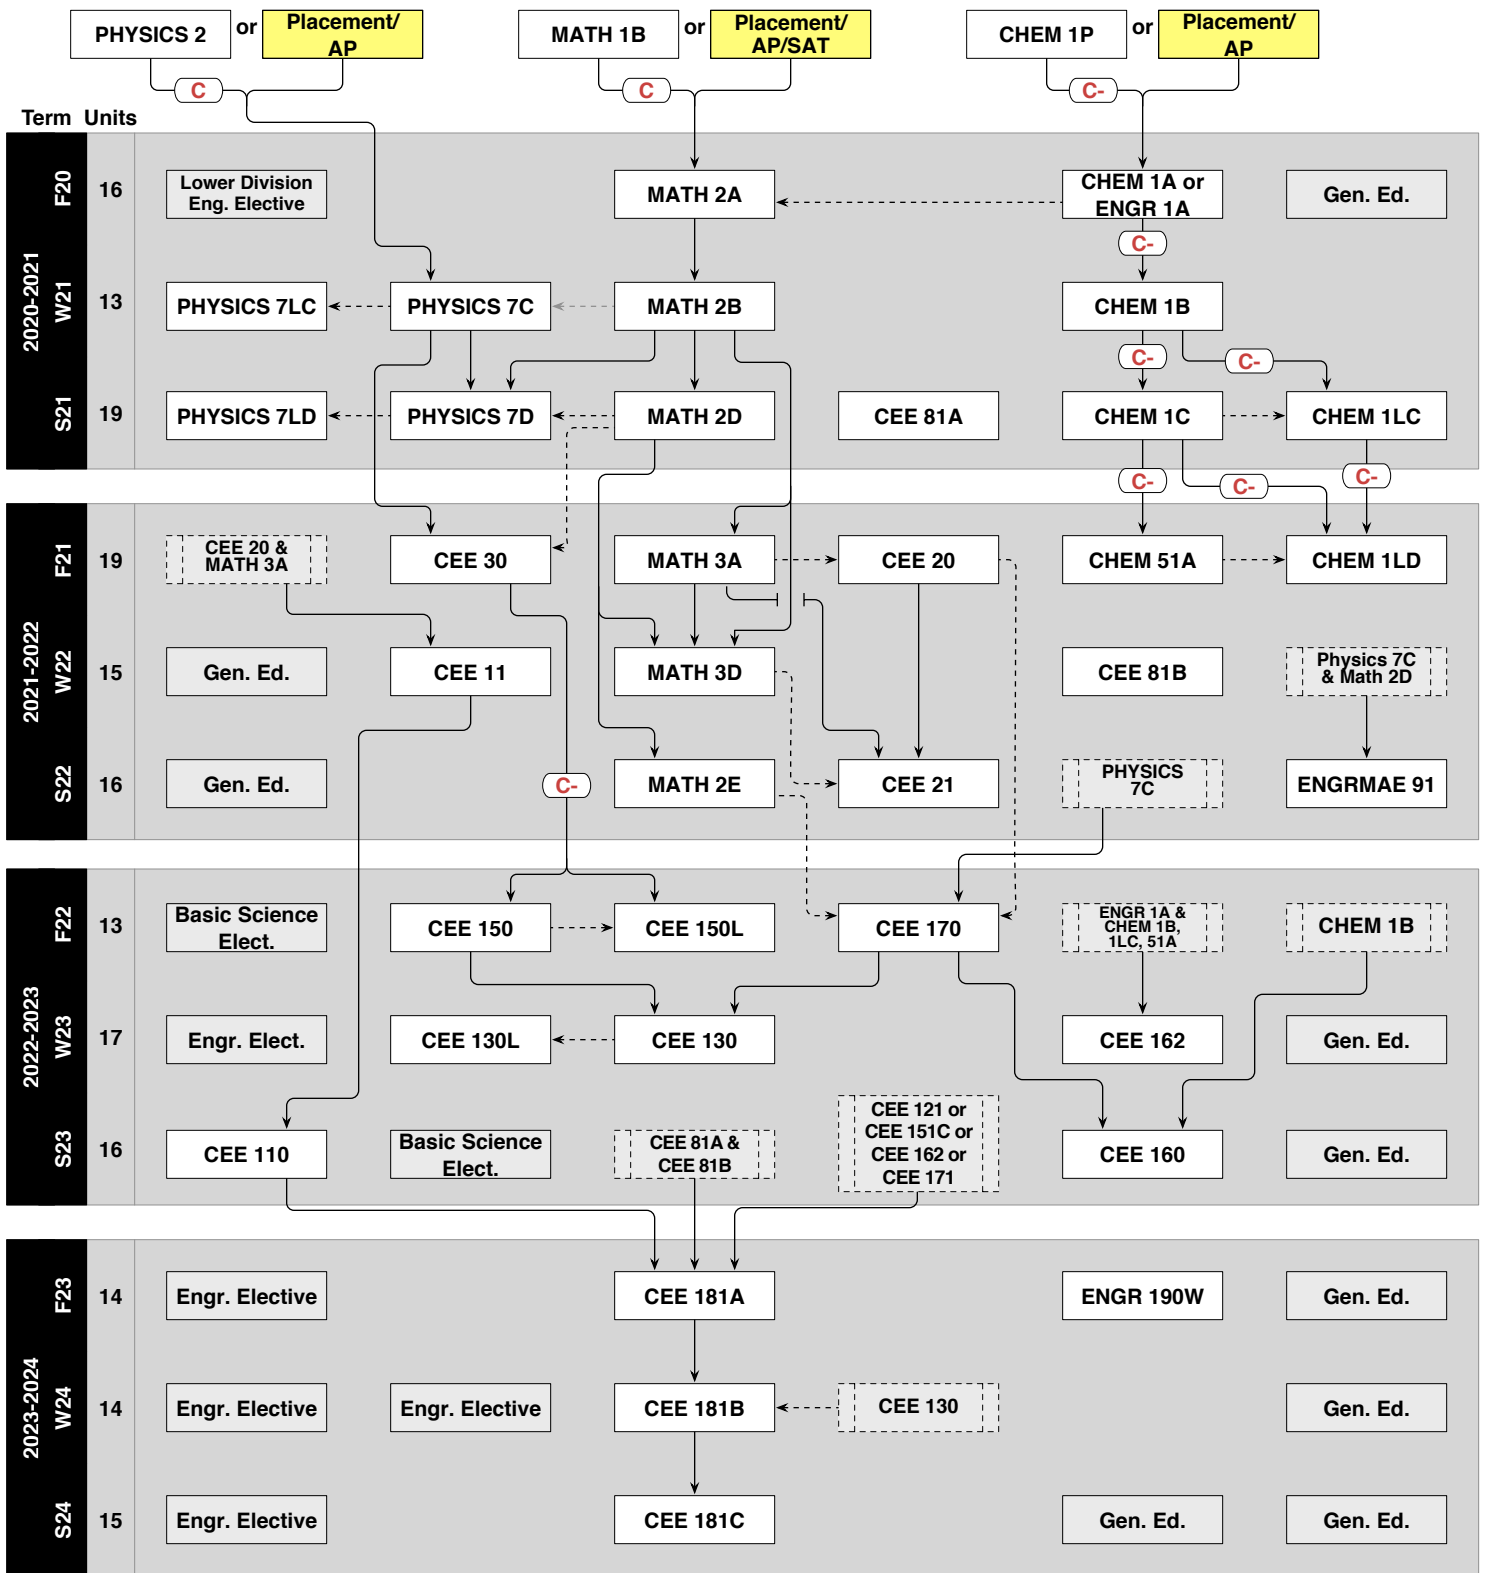 PHYSICS 2
or
Placement/
AP
MATH 1B
or
Placement/
AP/SAT
CHEM 1P
or
Placement/
AP
C
C
C-
Term Units
2020-2021
F20
16
Lower Division
Eng. Elective
MATH 2A
CHEM 1A or
ENGR 1A
Gen. Ed.
C-
W21
13
PHYSICS 7LC
PHYSICS 7C
MATH 2B
CHEM 1B
C-
C-
S21
19
PHYSICS 7LD
PHYSICS 7D
MATH 2D
CEE 81A
CHEM 1C
CHEM 1LC
C-
C-
C-
2021-2022
F21
19
CEE 20 &
MATH 3A
CEE 30
MATH 3A
CEE 20
CHEM 51A
CHEM 1LD
W22
15
Gen. Ed.
CEE 11
MATH 3D
CEE 81B
Physics 7C
& Math 2D
S22
16
Gen. Ed.
C-
MATH 2E
CEE 21
PHYSICS
7C
ENGRMAE 91
2022-2023
F22
13
Basic Science
Elect.
CEE 150
CEE 150L
CEE 170
ENGR 1A &
CHEM 1B,
1LC, 51A
CHEM 1B
W23
17
Engr. Elect.
CEE 130L
CEE 130
CEE 162
Gen. Ed.
S23
16
CEE 110
Basic Science
Elect.
CEE 81A &
CEE 81B
CEE 121 or
CEE 151C or
CEE 162 or
CEE 171
CEE 160
Gen. Ed.
2023-2024
F23
14
Engr. Elective
CEE 181A
ENGR 190W
Gen. Ed.
W24
14
Engr. Elective
Engr. Elective
CEE 181B
CEE 130
Gen. Ed.
S24
15
Engr. Elective
CEE 181C
Gen. Ed.
Gen. Ed.